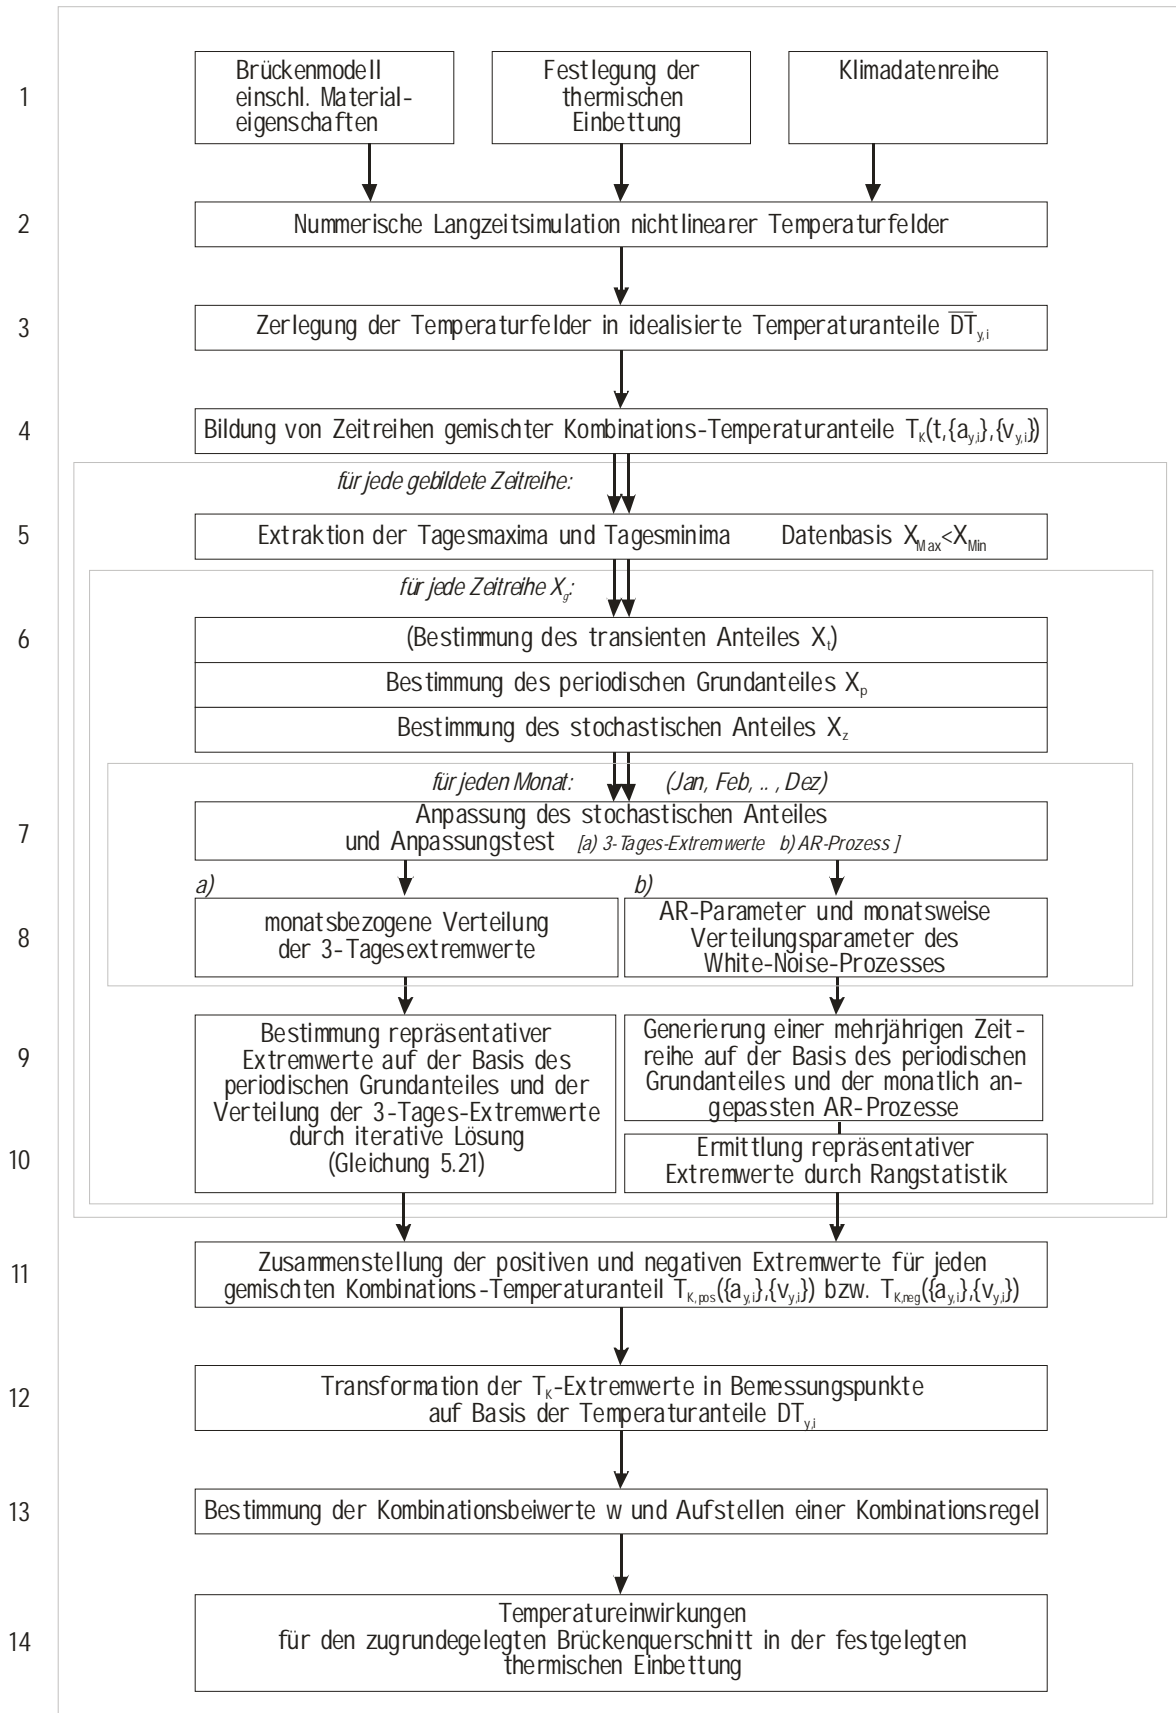 1
Brückenmodell
einschl. Material-
eigenschaften
Festlegung der
thermischen
Einbettung
Klimadatenreihe
2
Nummerische Langzeitsimulation nichtlinearer Temperaturfelder
3
Zerlegung der Temperaturfelder in idealisierte Temperaturanteile D̅T̅y,i
4
Bildung von Zeitreihen gemischter Kombinations-Temperaturanteile TK(t,{ay,i},{vy,i})
für jede gebildete Zeitreihe:
5
Extraktion der Tagesmaxima und Tagesminima Datenbasis XMax<XMin
für jede Zeitreihe Xg:
6
(Bestimmung des transienten Anteiles Xt)
Bestimmung des periodischen Grundanteiles Xp
Bestimmung des stochastischen Anteiles Xz
für jeden Monat: (Jan, Feb, .. , Dez)
7
Anpassung des stochastischen Anteiles
und Anpassungstest [a) 3-Tages-Extremwerte b) AR-Prozess ]
a)
b)
8
monatsbezogene Verteilung
der 3-Tagesextremwerte
AR-Parameter und monatsweise
Verteilungsparameter des
White-Noise-Prozesses
9
Bestimmung repräsentativer
Extremwerte auf der Basis des
periodischen Grundanteiles und der
Verteilung der 3-Tages-Extremwerte
durch iterative Lösung
(Gleichung 5.21)
Generierung einer mehrjährigen Zeit-
reihe auf der Basis des periodischen
Grundanteiles und der monatlich an-
gepassten AR-Prozesse
10
Ermittlung repräsentativer
Extremwerte durch Rangstatistik
11
Zusammenstellung der positiven und negativen Extremwerte für jeden
gemischten Kombinations-Temperaturanteil TK,pos({ay,i},{vy,i}) bzw. TK,neg({ay,i},{vy,i})
12
Transformation der TK-Extremwerte in Bemessungspunkte
auf Basis der Temperaturanteile DTy,i
13
Bestimmung der Kombinationsbeiwerte w und Aufstellen einer Kombinationsregel
14
Temperatureinwirkungen
für den zugrundegelegten Brückenquerschnitt in der festgelegten
thermischen Einbettung